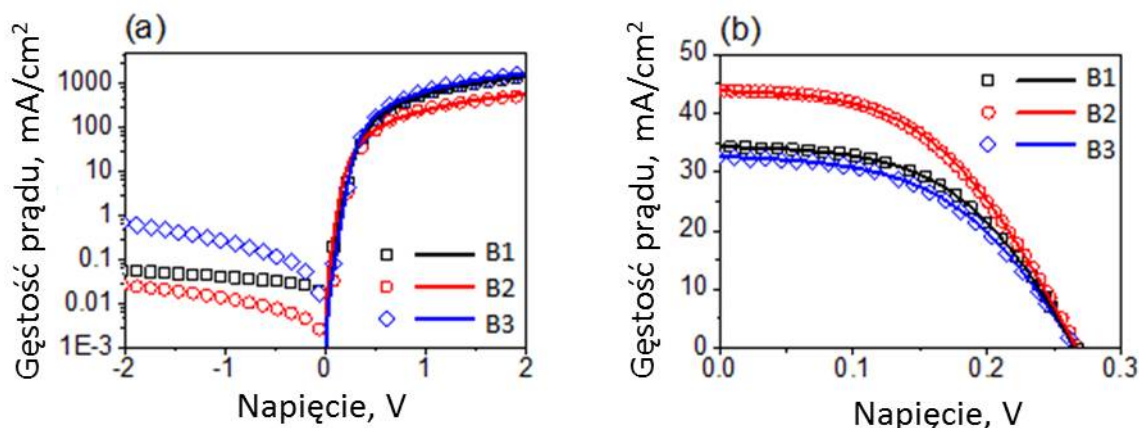 (a)
Gęstość prądu, mA/cm²
1000
100
10
1
0.1
0.01
1E-3
B1
B2
B3
-2 -1 0 1 2
Napięcie, V
(b)
Gęstość prądu, mA/cm²
50
40
30
20
10
0
B1
B2
B3
0.0 0.1 0.2 0.3
Napięcie, V